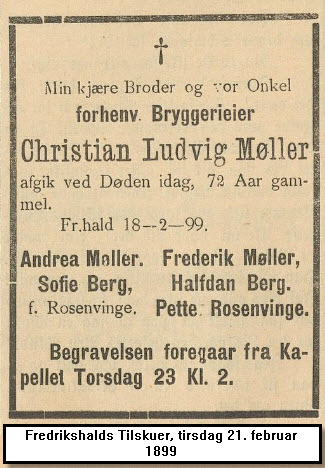 Min kjære Broder og vor Onkel
forhenv. Bryggerieier
Christian Ludvig Møller
afgik ved Døden idag, 72 Aar gam-
mel.
Fr.hald 18--2--99.
Andrea Møller. Frederik Møller,
Sofie Berg, Halfdan Berg.
f. Rosenvinge. Pette Rosenvinge.
Begravelsen foregaar fra Ka-
pellet Torsdag 23 Kl. 2.
Fredrikshalds Tilskuer, tirsdag 21. februar
1899